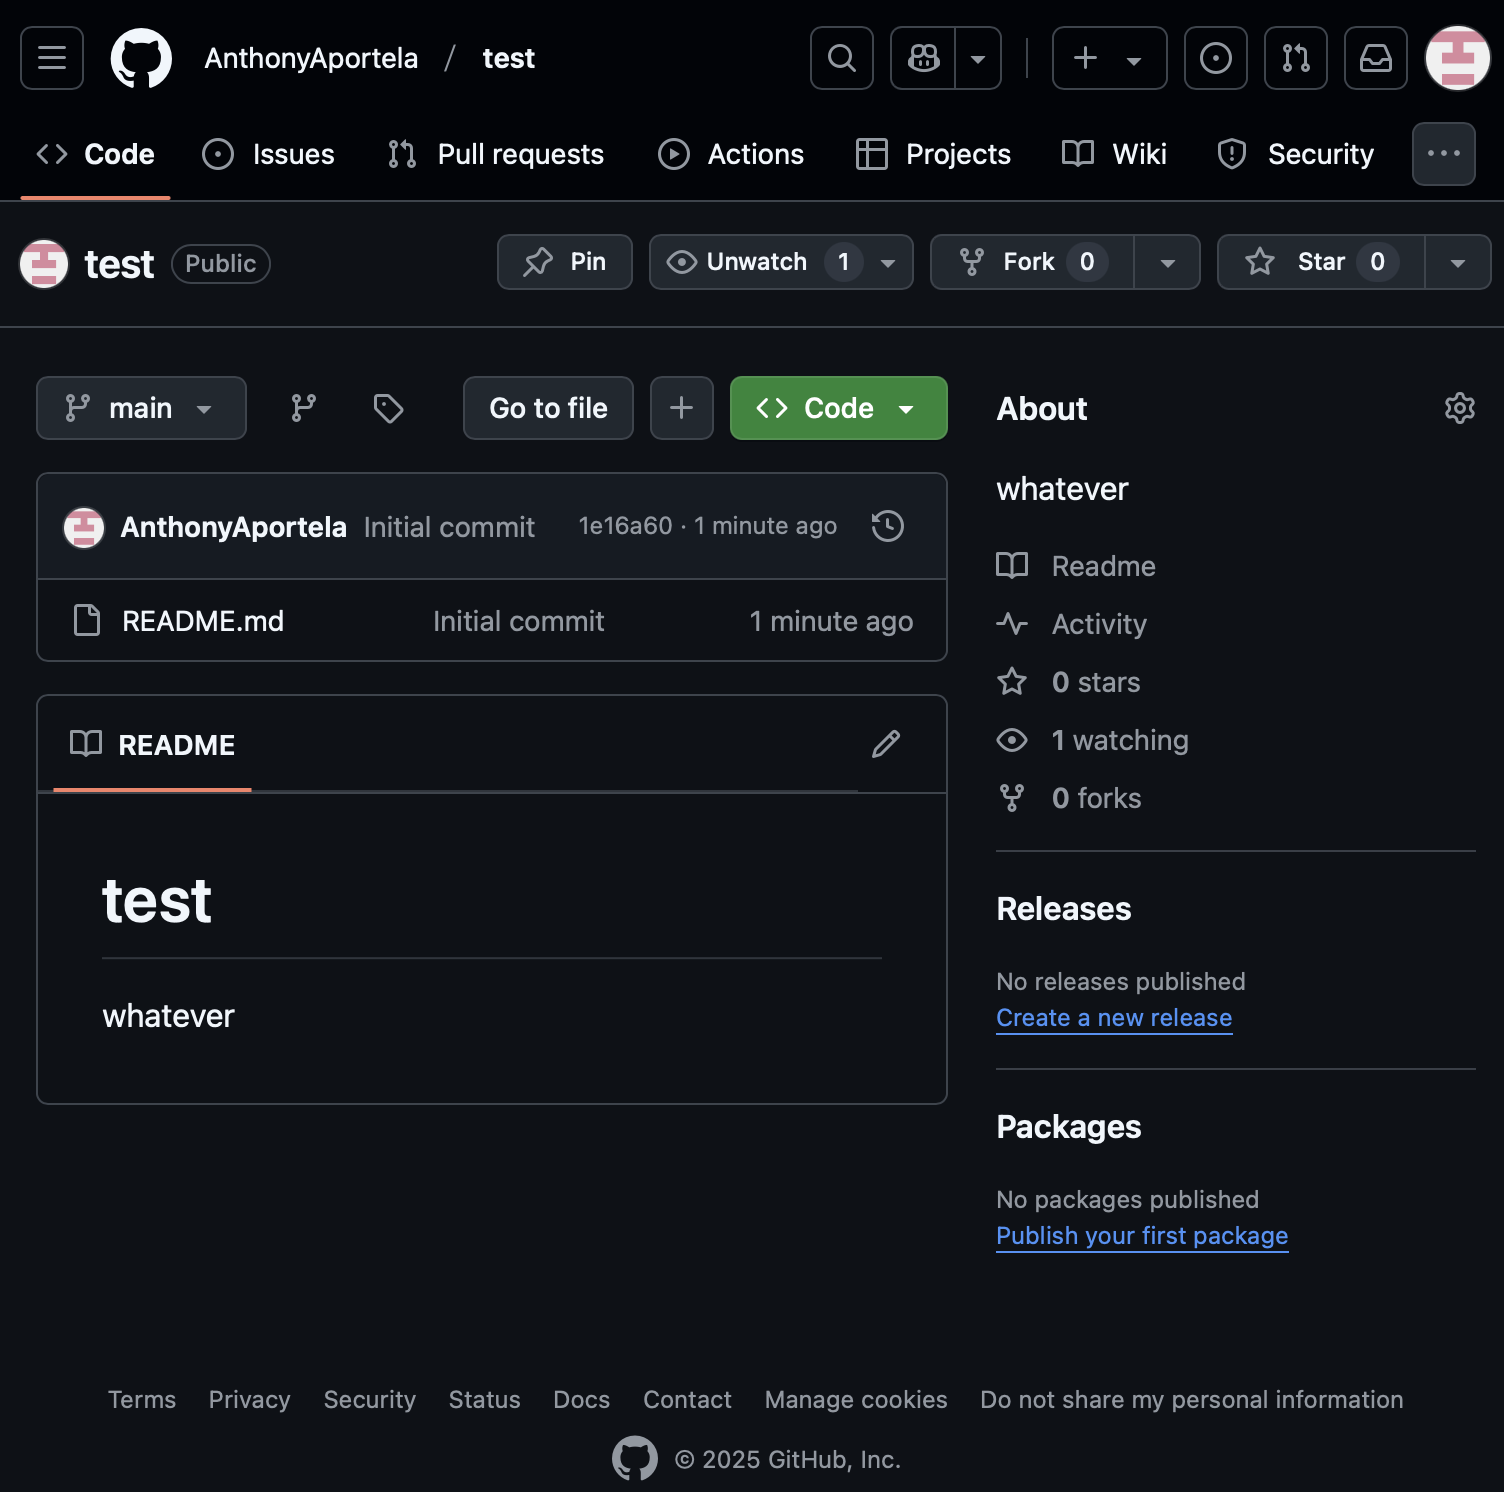 AnthonyAportela / test
Code Issues Pull requests Actions Projects Wiki Security
test Public Pin Unwatch 1 Fork 0 Star 0
main Go to file Code
AnthonyAportela Initial commit 1e16a60 · 1 minute ago
README.md Initial commit 1 minute ago
README
test
whatever
About
whatever
Readme
Activity
0 stars
1 watching
0 forks
Releases
No releases published
Create a new release
Packages
No packages published
Publish your first package
Terms Privacy Security Status Docs Contact Manage cookies Do not share my personal information
© 2025 GitHub, Inc.